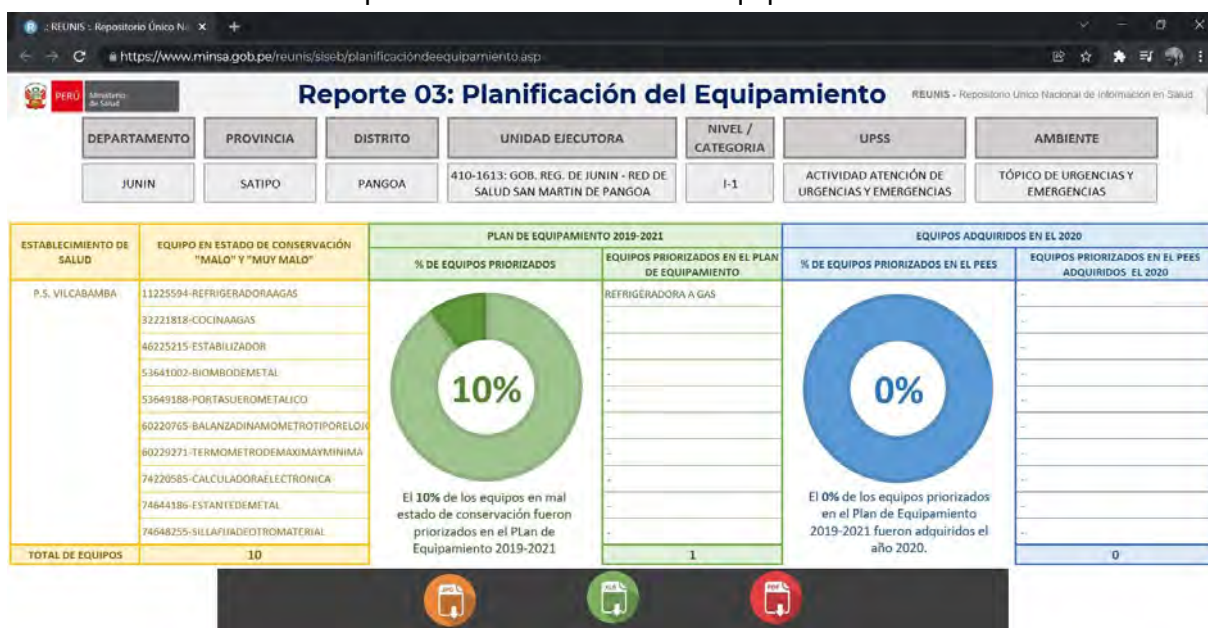 .: REUNIS :. Repositorio Único N
https://www.minsa.gob.pe/reunis/siseb/planificacióndeequipamiento.asp
PERÚ Ministerio de Salud
Reporte 03: Planificación del Equipamiento
REUNIS - Repositorio Único Nacional de Información en Salud
DEPARTAMENTO PROVINCIA DISTRITO UNIDAD EJECUTORA NIVEL / CATEGORIA UPSS AMBIENTE
JUNIN SATIPO PANGOA 410-1613: GOB. REG. DE JUNIN - RED DE SALUD SAN MARTIN DE PANGOA I-1 ACTIVIDAD ATENCIÓN DE URGENCIAS Y EMERGENCIAS TÓPICO DE URGENCIAS Y EMERGENCIAS
ESTABLECIMIENTO DE SALUD
EQUIPO EN ESTADO DE CONSERVACIÓN "MALO" Y "MUY MALO"
PLAN DE EQUIPAMIENTO 2019-2021
EQUIPOS ADQUIRIDOS EN EL 2020
% DE EQUIPOS PRIORIZADOS
EQUIPOS PRIORIZADOS EN EL PLAN DE EQUIPAMIENTO
% DE EQUIPOS PRIORIZADOS EN EL PEES
EQUIPOS PRIORIZADOS EN EL PEES ADQUIRIDOS EL 2020
P.S. VILCABAMBA
11225594-REFRIGERADORAAGAS
REFRIGERADORA A GAS
-
32221818-COCINAAGAS
-
-
46225215-ESTABILIZADOR
-
-
53641002-BIOMBODEMETAL
-
-
53649188-PORTASUEROMETALICO
-
-
60220765-BALANZADINAMOMETROTIPORELOJ
-
-
60229271-TERMOMETRODEMAXIMAYMINIMA
-
-
74220585-CALCULADORAELECTRONICA
-
-
74644186-ESTANTEDEMETAL
-
-
74648255-SILLAFIJADEOTROMATERIAL
-
-
10%
El 10% de los equipos en mal
estado de conservación fueron
priorizados en el PLan de
Equipamiento 2019-2021
0%
El 0% de los equipos priorizados
en el Plan de Equipamiento
2019-2021 fueron adquiridos el
año 2020.
TOTAL DE EQUIPOS 10 1 0
XLS
PDF